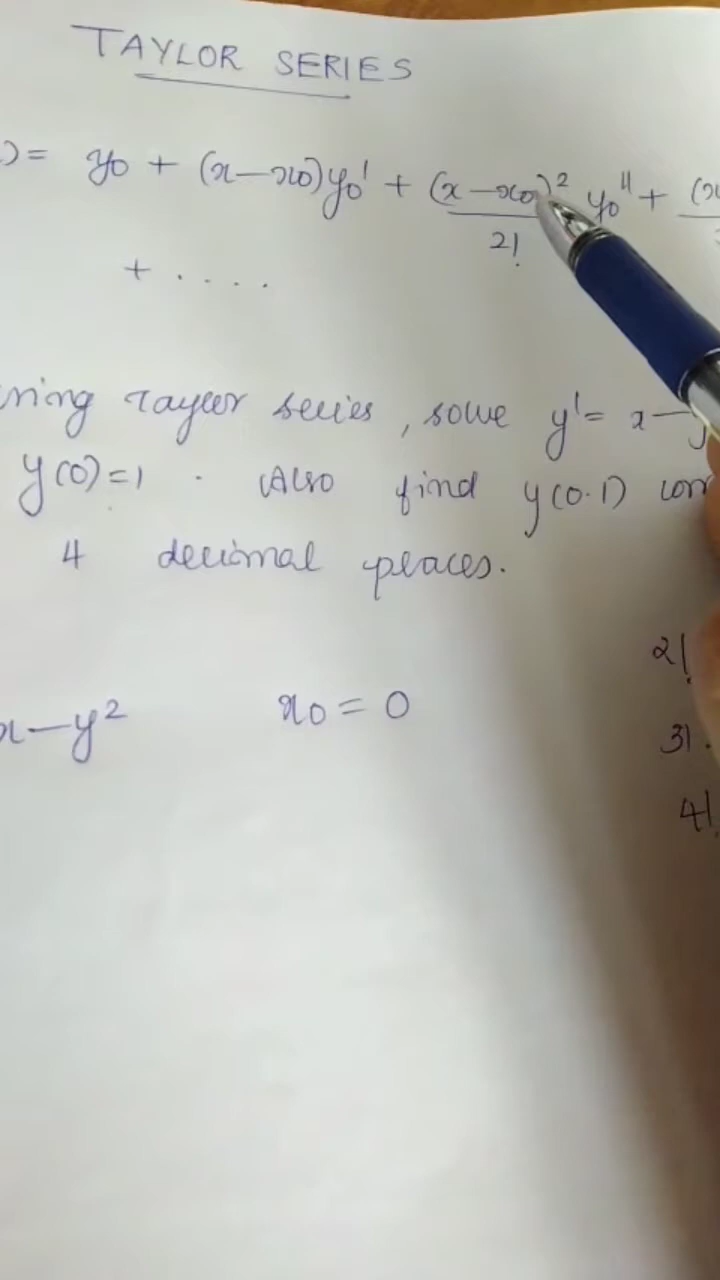 TAYLOR SERIES
)= y₀ + (x-x₀)y₀' + (x-x₀)²/2! y₀'' +
+ ....
Taylor series, solve y'= x-
y(0)=1 . Also find y(0.1)
4 decimal places.
2!
x-y² x₀ = 0
3!
4!